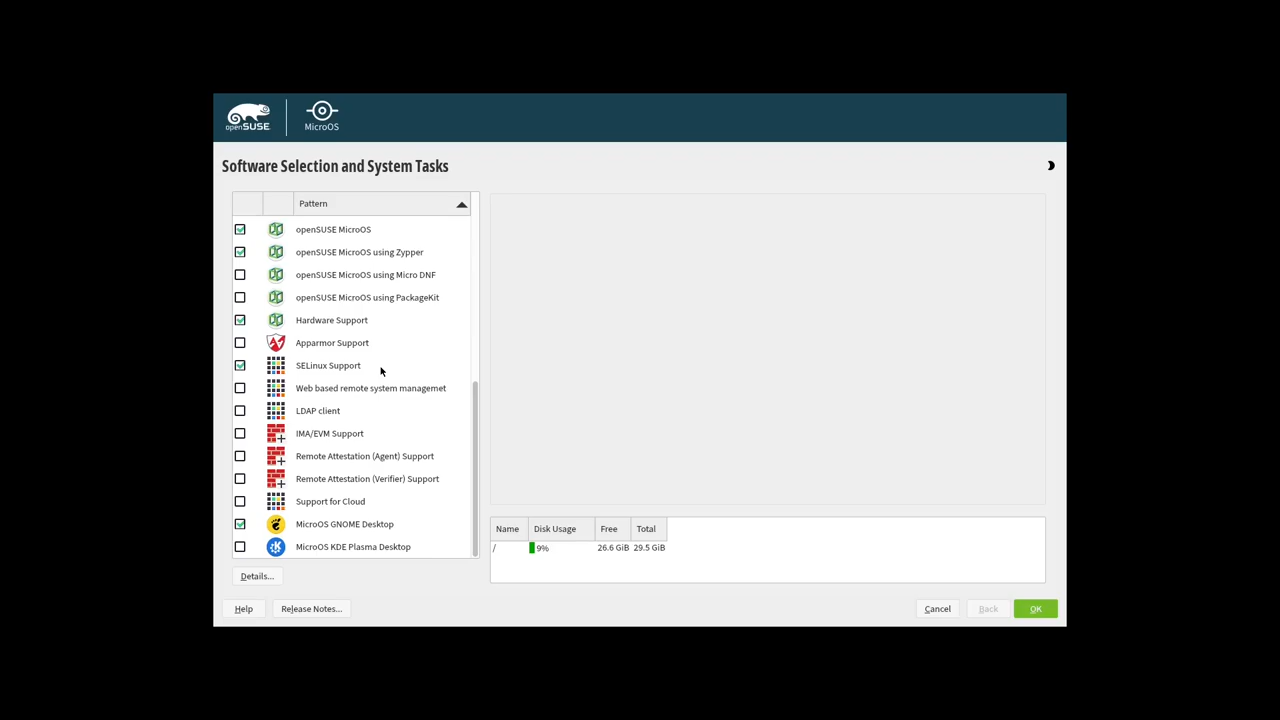 openSUSE
MicroOS
Software Selection and System Tasks
Pattern
openSUSE MicroOS
openSUSE MicroOS using Zypper
openSUSE MicroOS using Micro DNF
openSUSE MicroOS using PackageKit
Hardware Support
Apparmor Support
SELinux Support
Web based remote system managemet
LDAP client
IMA/EVM Support
Remote Attestation (Agent) Support
Remote Attestation (Verifier) Support
Support for Cloud
MicroOS GNOME Desktop
MicroOS KDE Plasma Desktop
Name Disk Usage Free Total
/ 9% 26.6 GiB 29.5 GiB
Details...
Help Release Notes... Cancel Back OK